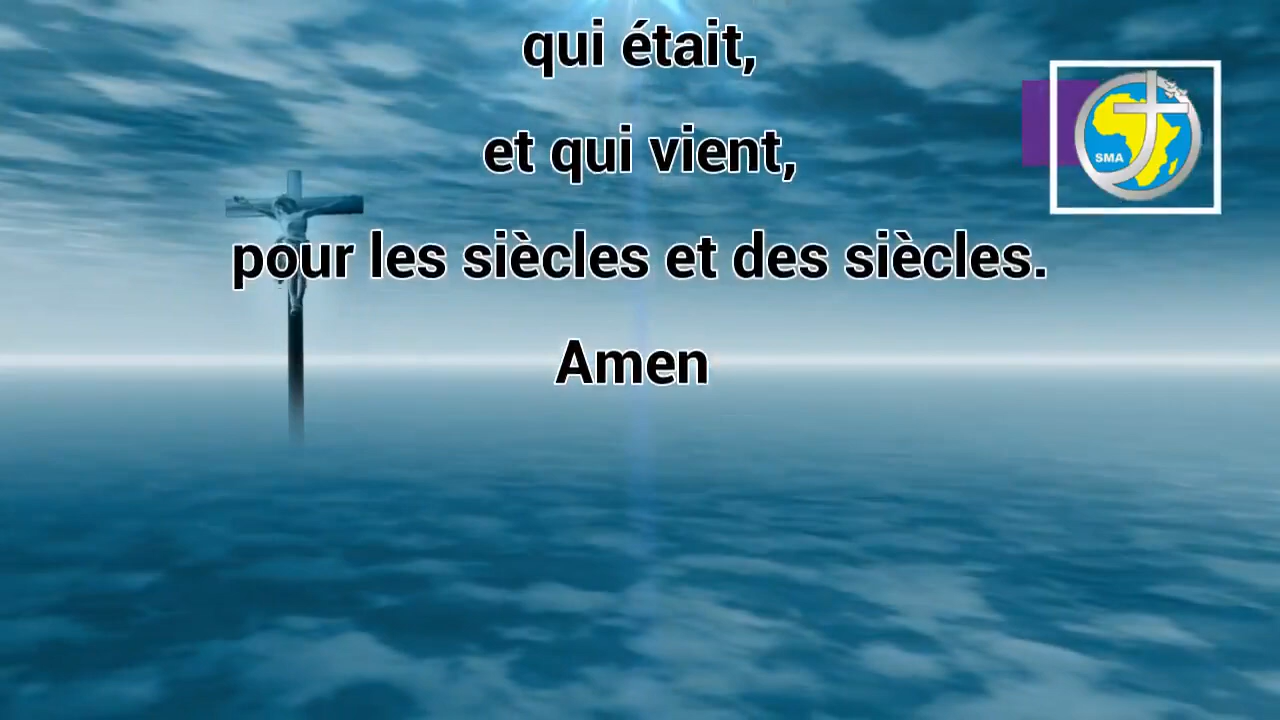 qui était,
et qui vient,
SMA
pour les siècles et des siècles.
Amen